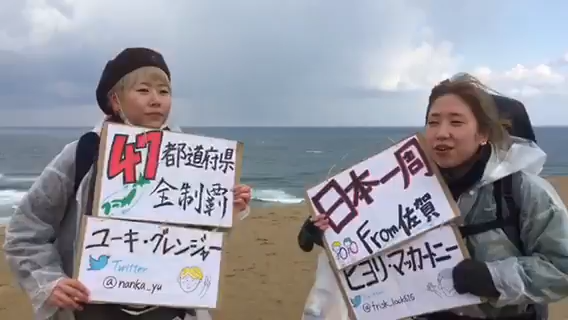 47都道府県
全制覇
ユーキ・グレンジャー
Twitter
@nanka_yu
日本一周
From佐賀
ヒヨリ・マッカートニー